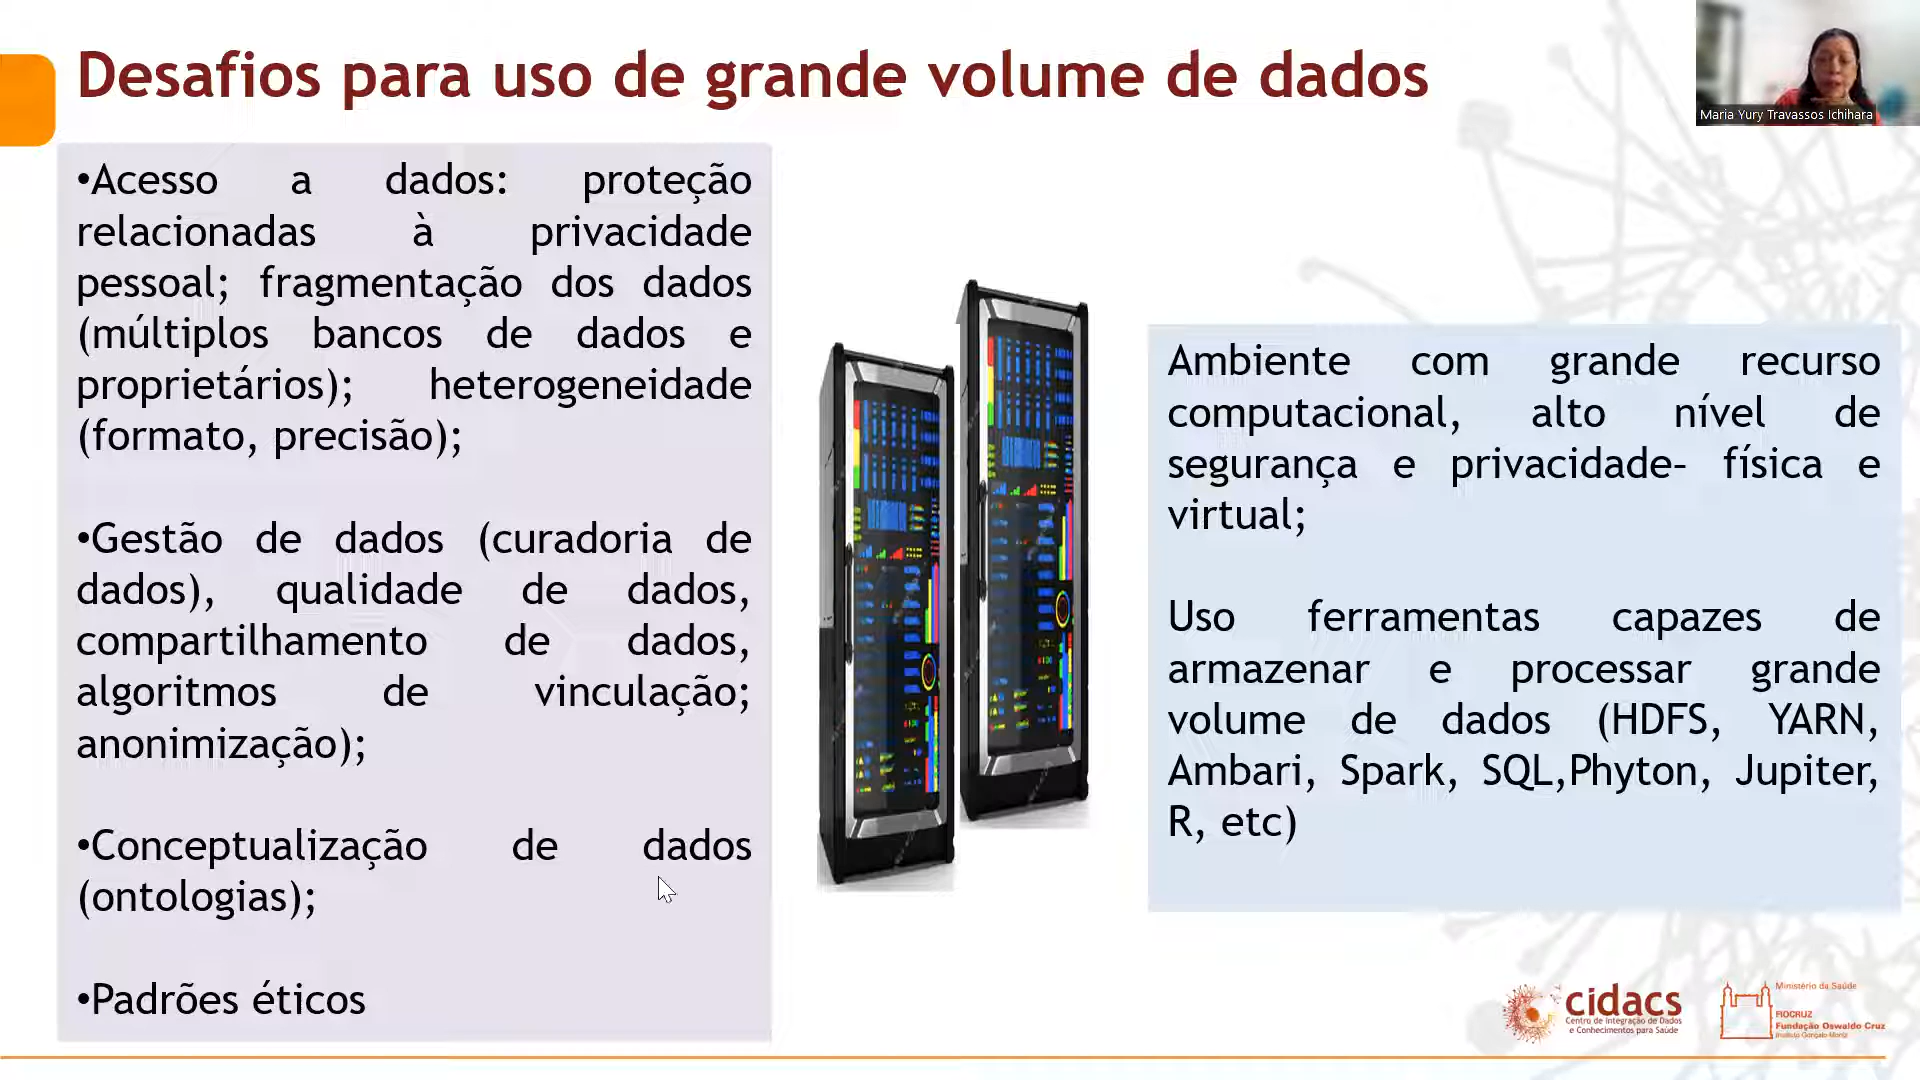 Desafios para uso de grande volume de dados
Maria Yury Travassos Ichihara
•Acesso a dados: proteção
relacionadas à privacidade
pessoal; fragmentação dos dados
(múltiplos bancos de dados e
proprietários); heterogeneidade
(formato, precisão);
•Gestão de dados (curadoria de
dados), qualidade de dados,
compartilhamento de dados,
algoritmos de vinculação;
anonimização);
•Conceptualização de dados
(ontologias);
•Padrões éticos
Ambiente com grande recurso
computacional, alto nível de
segurança e privacidade– física e
virtual;
Uso ferramentas capazes de
armazenar e processar grande
volume de dados (HDFS, YARN,
Ambari, Spark, SQL,Phyton, Jupiter,
R, etc)
cidacs
Centro de Integração de Dados
e Conhecimentos para Saúde
Ministério da Saúde
FIOCRUZ
Fundação Oswaldo Cruz
Instituto Gonçalo Moniz